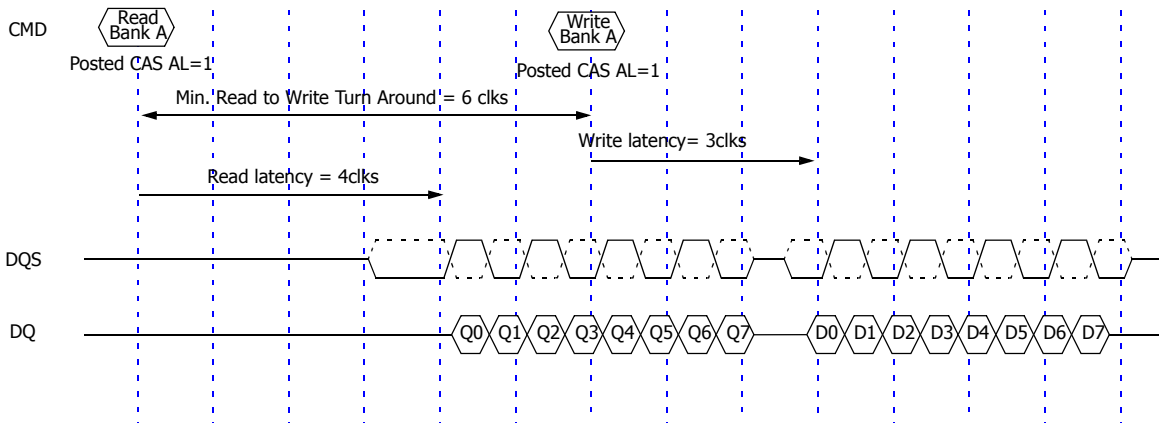 CMD
Read
Bank A
Write
Bank A
Posted CAS AL=1
Posted CAS AL=1
Min. Read to Write Turn Around = 6 clks
Write latency= 3clks
Read latency = 4clks
DQS
DQ Q0 Q1 Q2 Q3 Q4 Q5 Q6 Q7 D0 D1 D2 D3 D4 D5 D6 D7